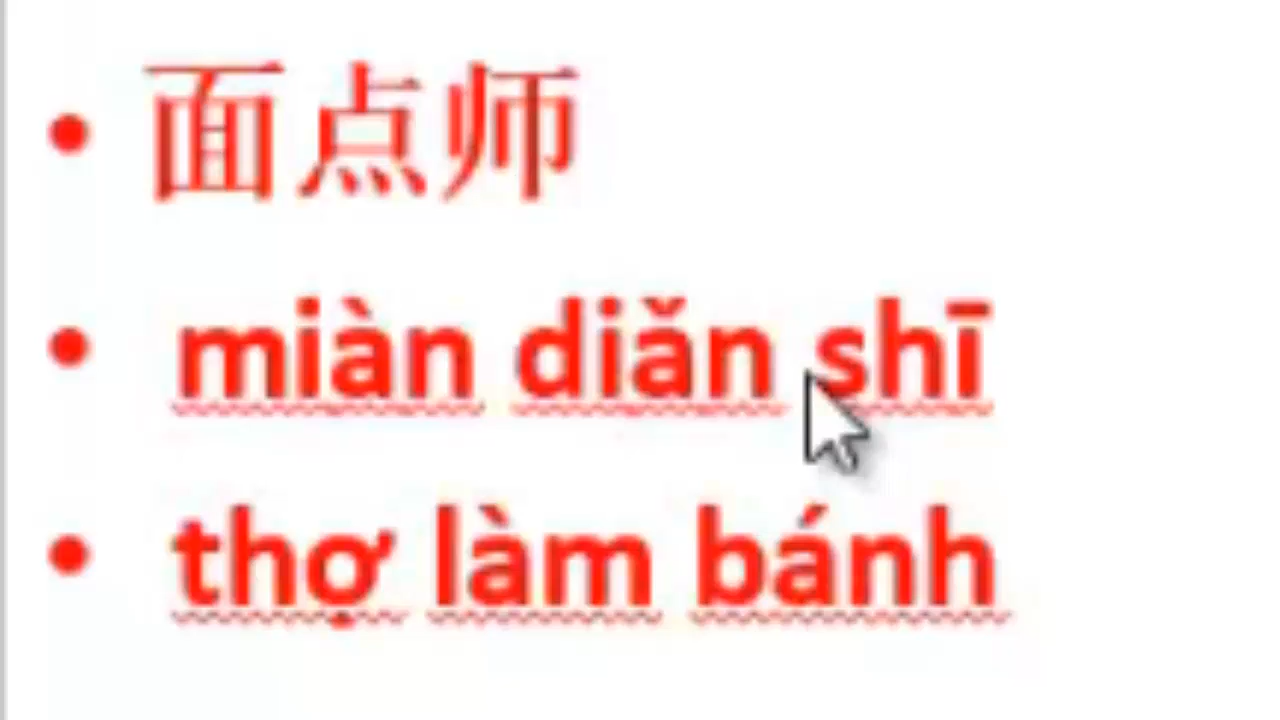 • 面点师
• miàn diǎn shī
• thợ làm bánh